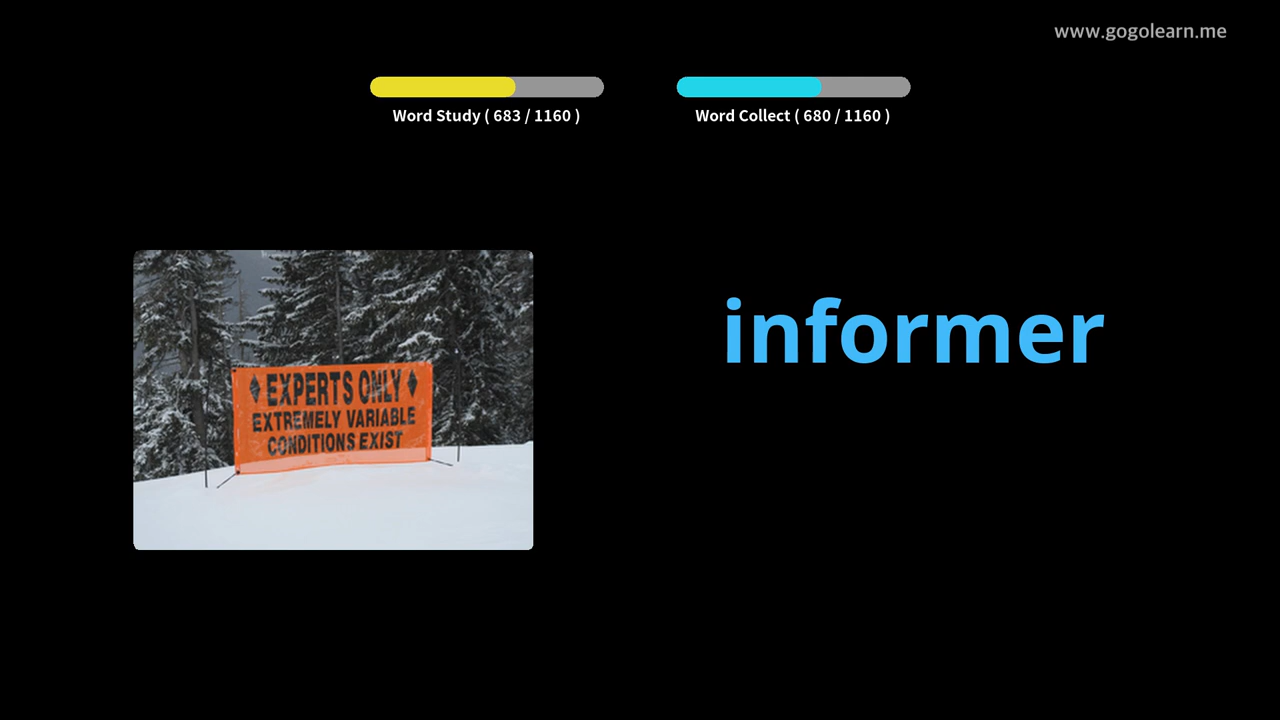 www.gogolearn.me
Word Study ( 683 / 1160 )
Word Collect ( 680 / 1160 )
EXPERTS ONLY
EXTREMELY VARIABLE
CONDITIONS EXIST
informer